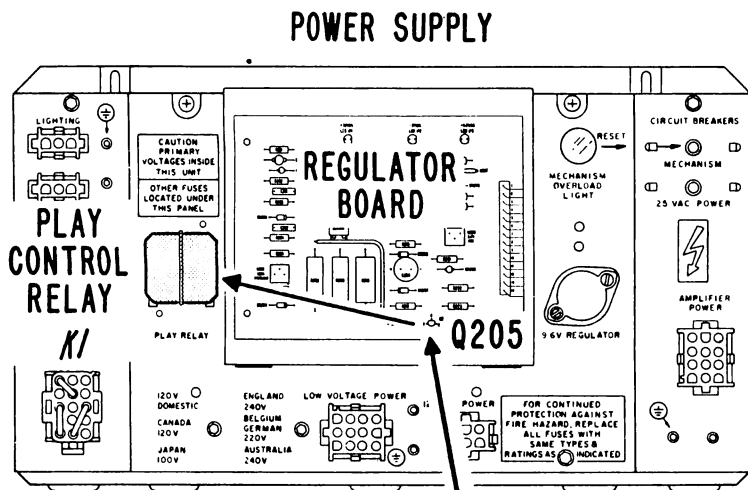 POWER SUPPLY
LIGHTING
CAUTION
PRIMARY
VOLTAGES INSIDE
THIS UNIT
OTHER FUSES
LOCATED UNDER
THIS PANEL
PLAY
CONTROL
RELAY
K1
PLAY RELAY
REGULATOR
BOARD
Q205
RESET
MECHANISM
OVERLOAD
LIGHT
9.6V REGULATOR
CIRCUIT BREAKERS
MECHANISM
25 VAC POWER
AMPLIFIER
POWER
120V
DOMESTIC
CANADA
120V
JAPAN
100V
ENGLAND
240V
BELGIUM
GERMAN
220V
AUSTRALIA
240V
LOW VOLTAGE POWER
POWER
FOR CONTINUED
PROTECTION AGAINST
FIRE HAZARD, REPLACE
ALL FUSES WITH
SAME TYPES &
RATINGS AS INDICATED